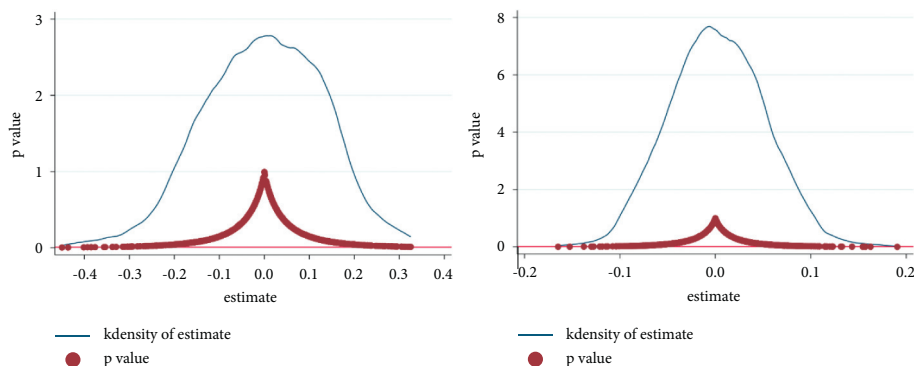 3
2
1
0
p value
-0.4
-0.3
-0.2
-0.1
0.0
0.1
0.2
0.3
0.4
estimate
kdensity of estimate
p value
8
6
4
2
0
p value
-0.2
-0.1
0.0
0.1
0.2
estimate
kdensity of estimate
p value